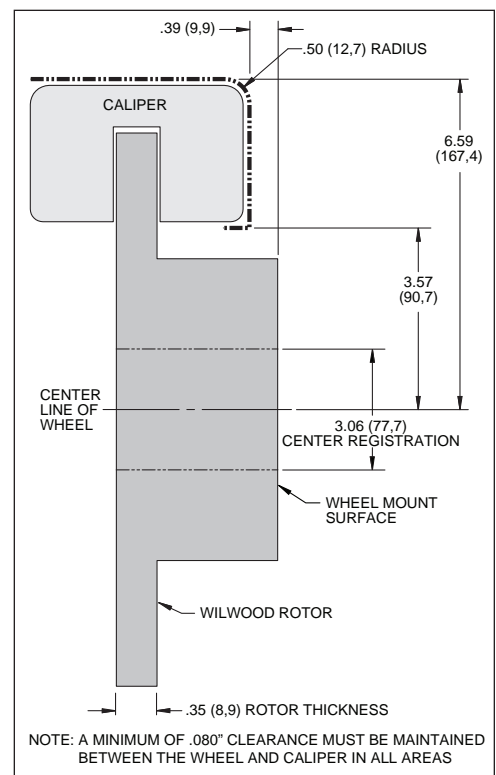 .39 (9,9)
.50 (12,7) RADIUS
CALIPER
6.59
(167,4)
3.57
(90,7)
CENTER
LINE OF
WHEEL
3.06 (77,7)
CENTER REGISTRATION
WHEEL MOUNT
SURFACE
WILWOOD ROTOR
.35 (8,9) ROTOR THICKNESS
NOTE: A MINIMUM OF .080" CLEARANCE MUST BE MAINTAINED
BETWEEN THE WHEEL AND CALIPER IN ALL AREAS